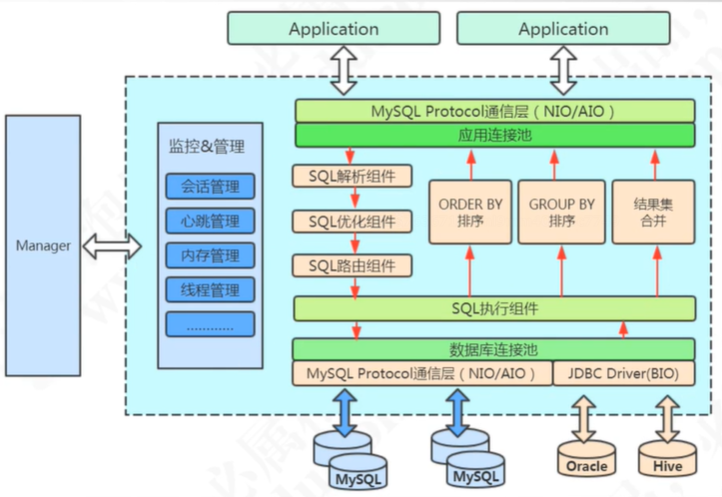 Application
Application
MySQL Protocol通信层（NIO/AIO）
应用连接池
监控&管理
会话管理
心跳管理
内存管理
线程管理
............
Manager
SQL解析组件
SQL优化组件
SQL路由组件
ORDER BY
排序
GROUP BY
排序
结果集
合并
SQL执行组件
数据库连接池
MySQL Protocol通信层（NIO/AIO）
JDBC Driver(BIO)
MySQL
MySQL
Oracle
Hive